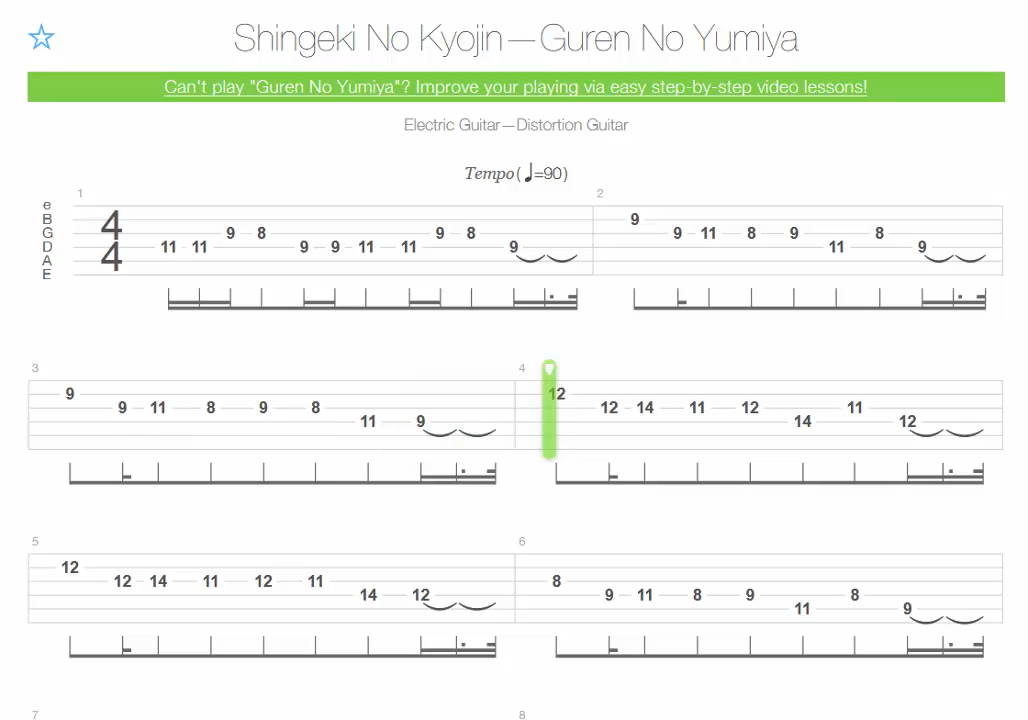 Shingeki No Kyojin—Guren No Yumiya
Can't play "Guren No Yumiya"? Improve your playing via easy step-by-step video lessons!
Electric Guitar—Distortion Guitar
Tempo(♩=90)
1 2
e
B 9
G 9 8 9 8 9 11 8 9 8
D 11 11 9 9 11 11 9 11 9
A
E
4
4
3 4
9 12
9 11 8 9 8 12 14 11 12 11
11 9 14 12
5 6
12
12 14 11 12 11 8
14 12 9 11 8 9 8
11 9
7 8